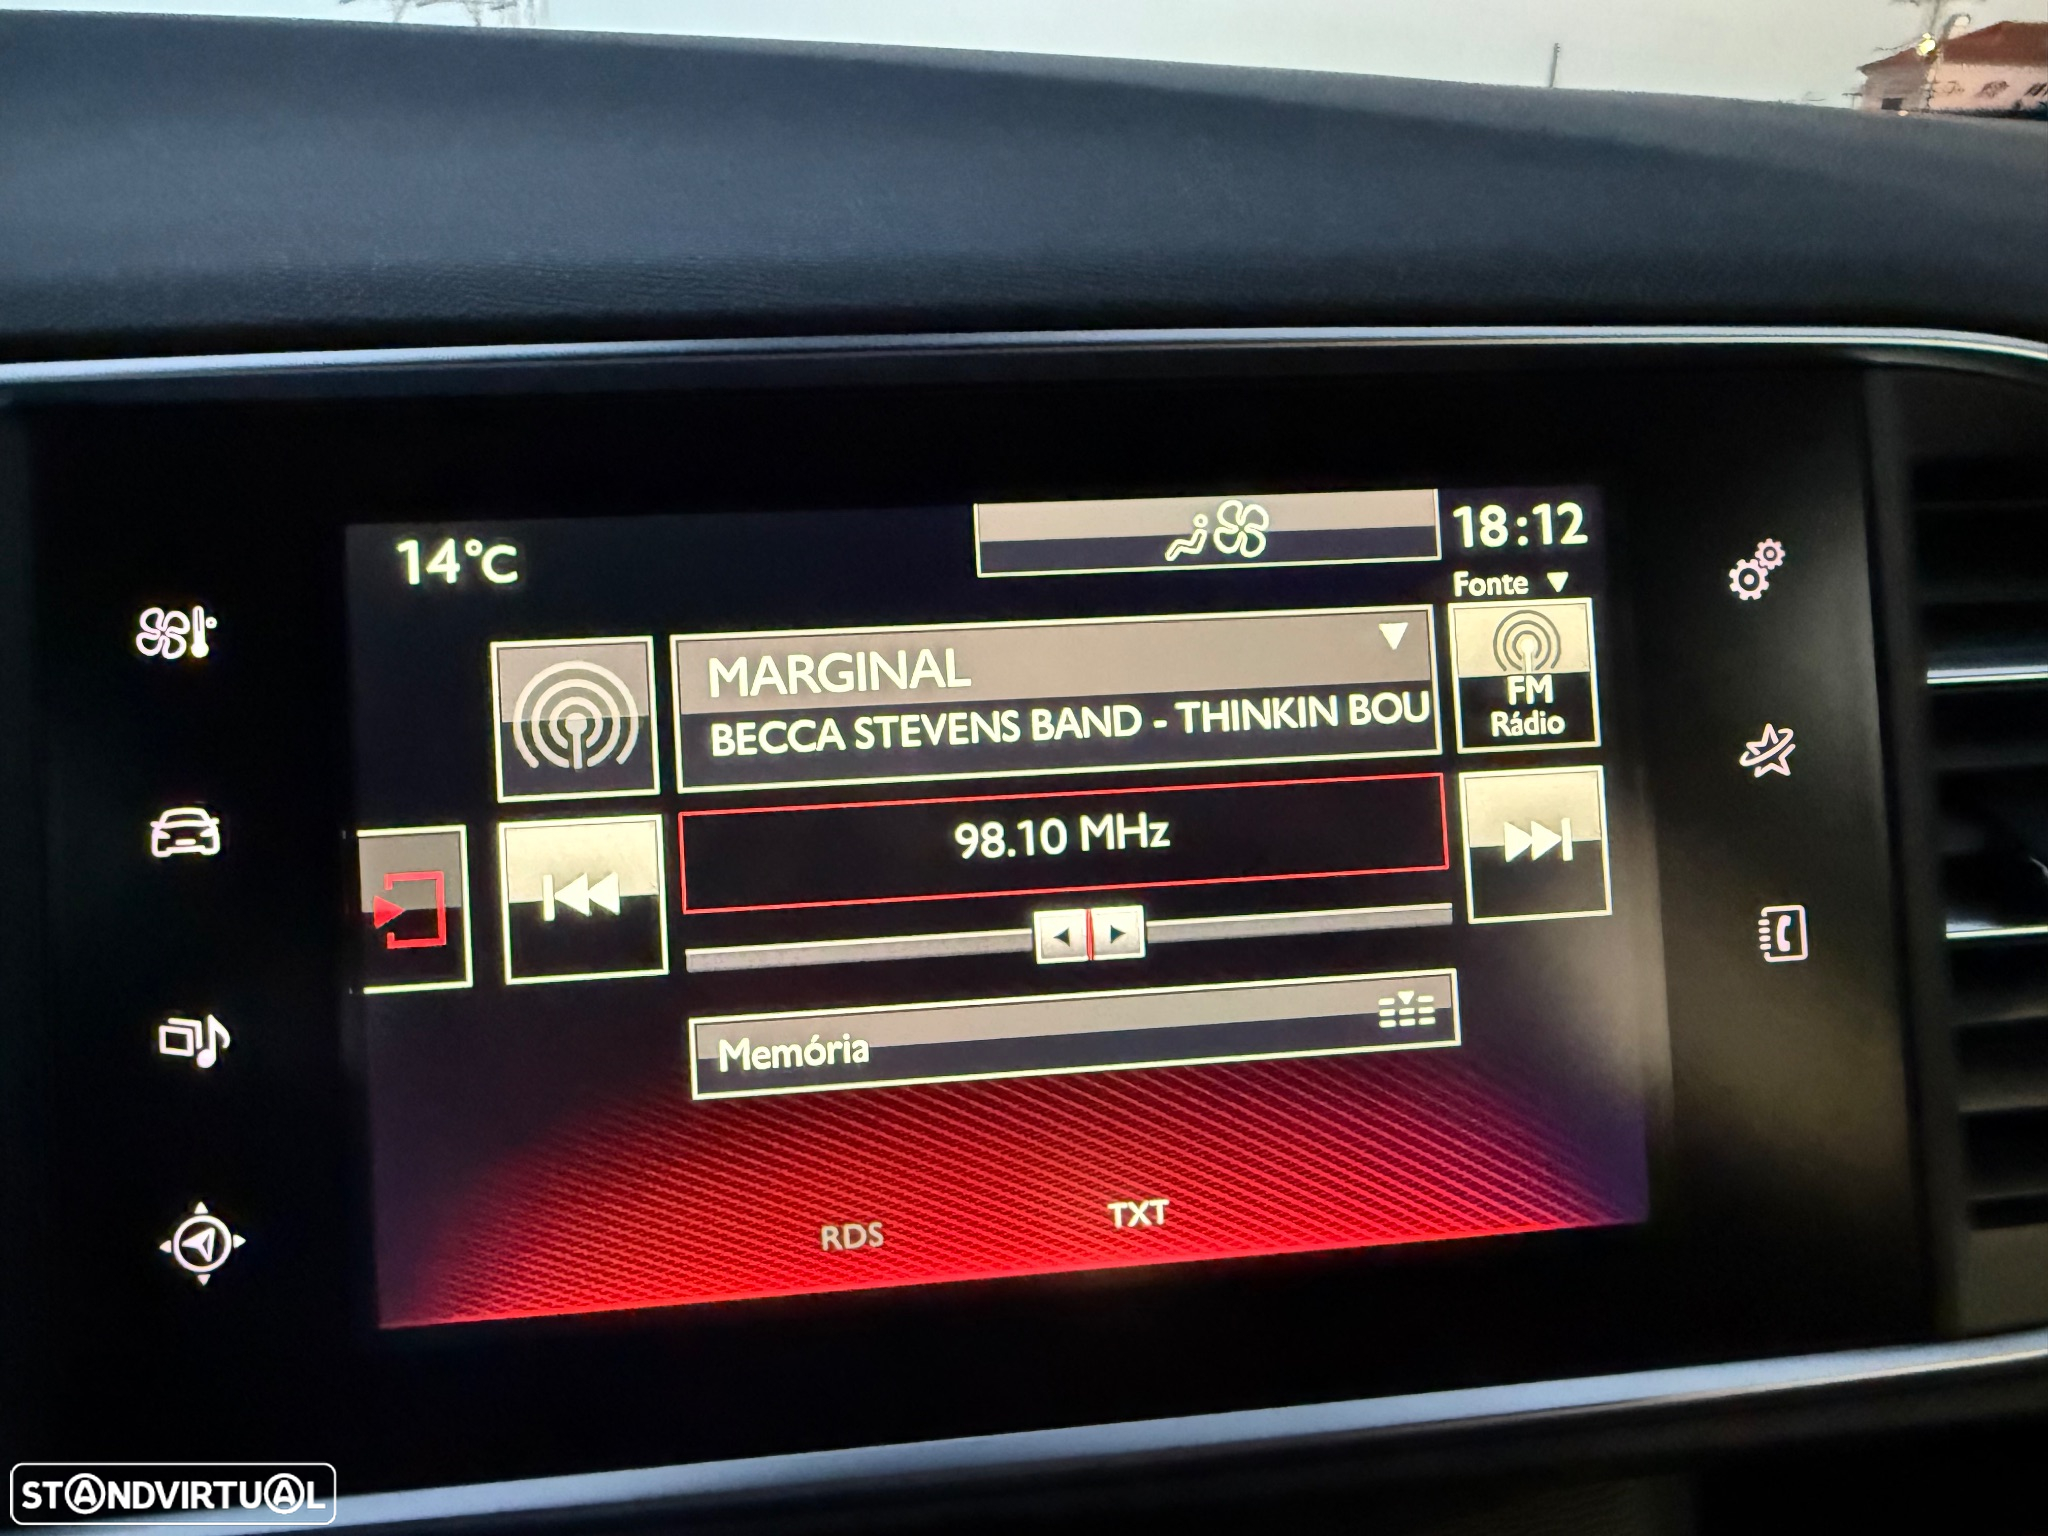 14°C
18:12
Fonte
MARGINAL
BECCA STEVENS BAND - THINKIN BOU
FM
Rádio
98.10 MHz
Memória
RDS
TXT
STANDVIRTUAL